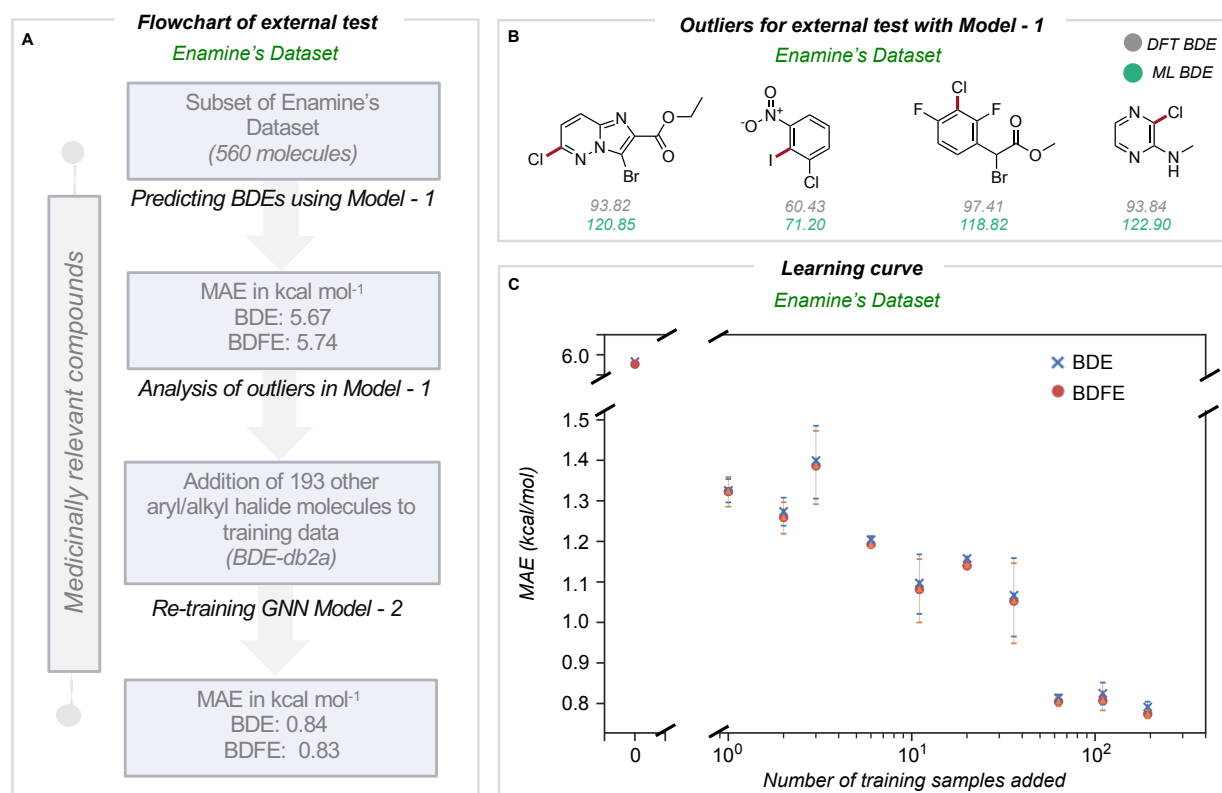 A
Flowchart of external test
Enamine's Dataset
Subset of Enamine's
Dataset
(560 molecules)
Predicting BDEs using Model - 1
MAE in kcal mol-1
BDE: 5.67
BDFE: 5.74
Analysis of outliers in Model - 1
Addition of 193 other
aryl/alkyl halide molecules to
training data
(BDE-db2a)
Re-training GNN Model - 2
MAE in kcal mol-1
BDE: 0.84
BDFE: 0.83
Medicinally relevant compounds
B
Outliers for external test with Model - 1
Enamine's Dataset
DFT BDE
ML BDE
Cl
N
N
N
Br
O
O
93.82
120.85
O
N+
-O
I
Cl
60.43
71.20
Cl
F
F
O
O
Br
97.41
118.82
N
N
Cl
N
H
93.84
122.90
C
Learning curve
Enamine's Dataset
BDE
BDFE
MAE (kcal/mol)
6.0
1.5
1.4
1.3
1.2
1.1
1.0
0.9
0.8
0
10^0
10^1
10^2
Number of training samples added